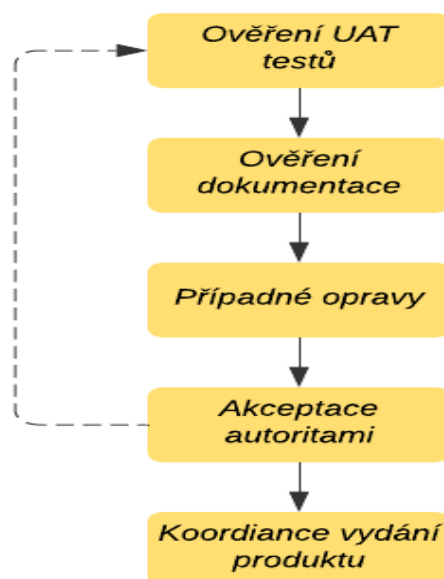 Ověření UAT
testů
Ověření
dokumentace
Případné opravy
Akceptace
autoritami
Koordiance vydání
produktu